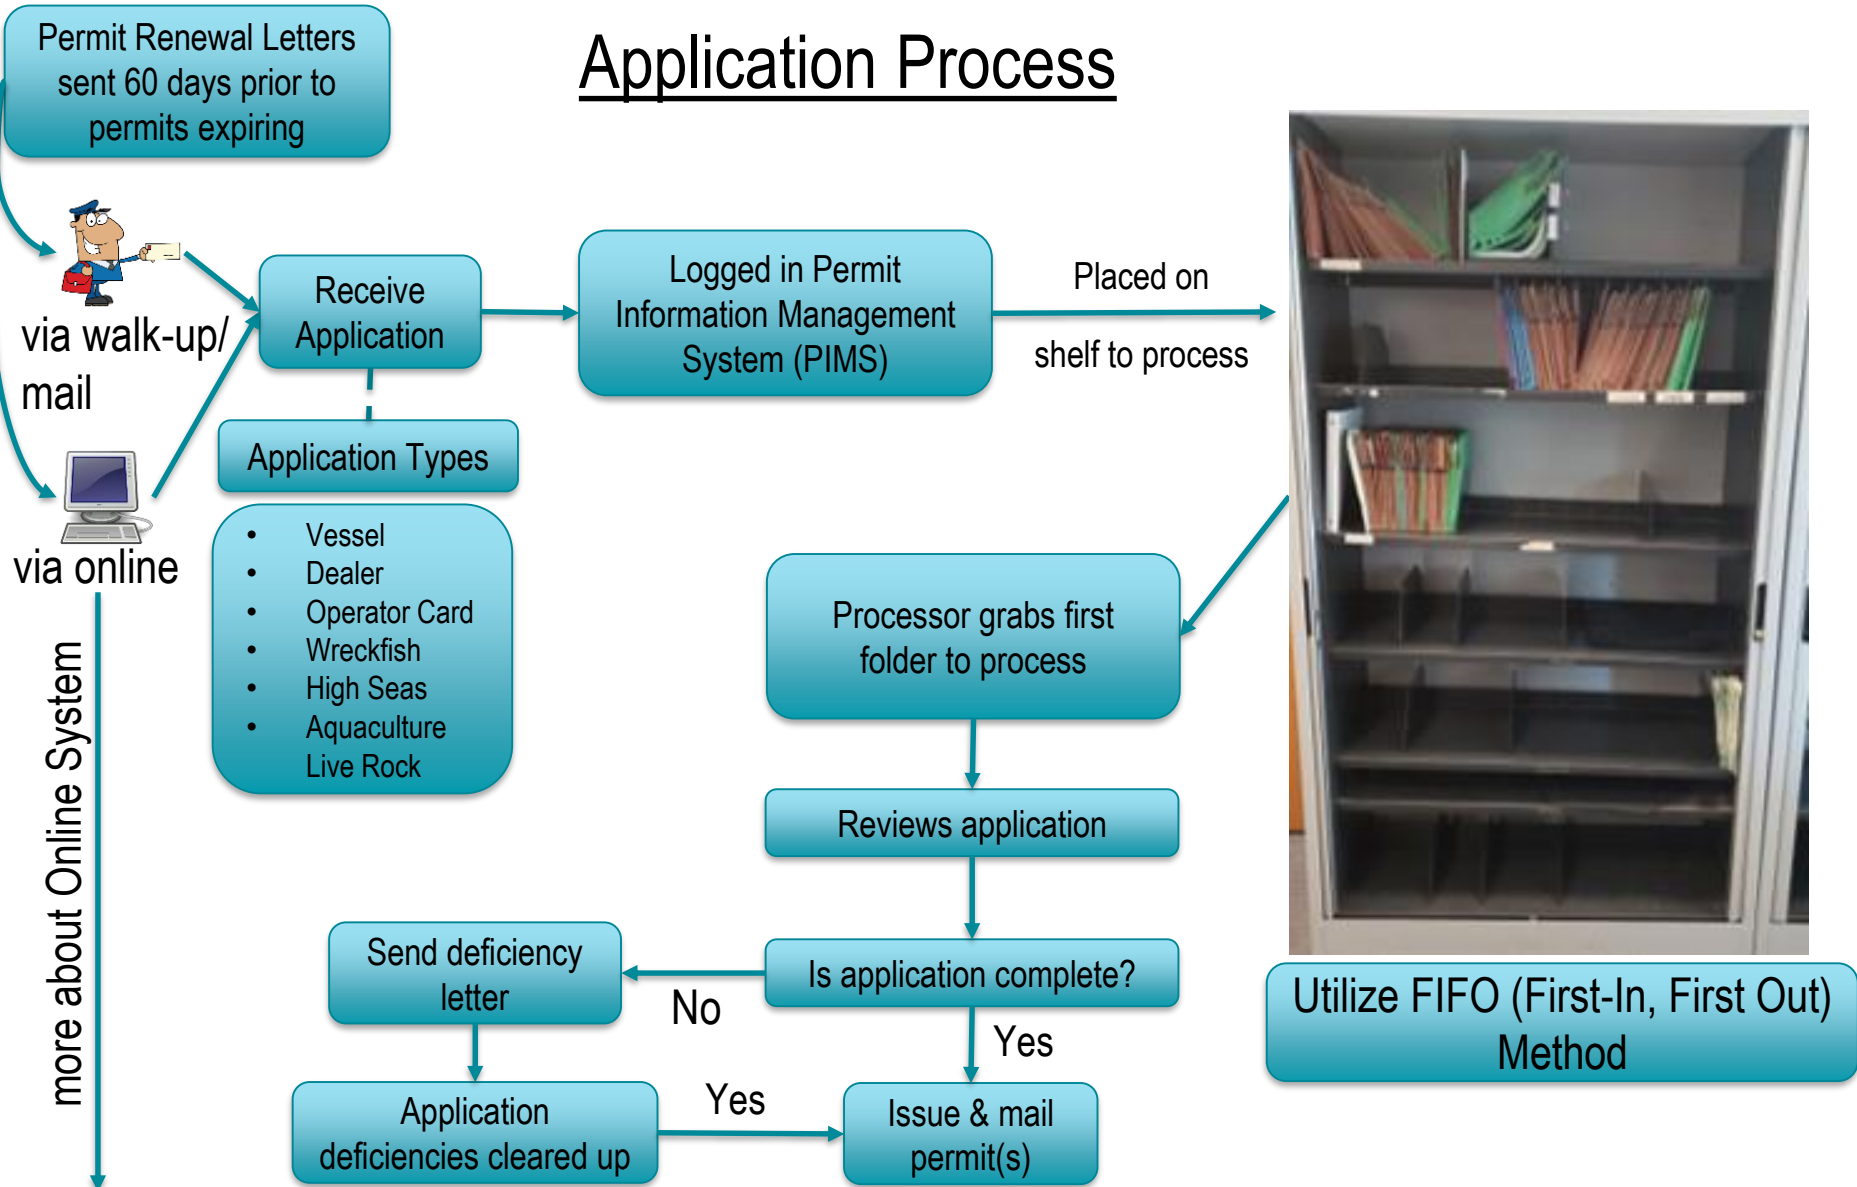 Permit Renewal Letters
sent 60 days prior to
permits expiring
Application Process
via walk-up/
mail
via online
more about Online System
Receive
Application
Application Types
• Vessel
• Dealer
• Operator Card
• Wreckfish
• High Seas
• Aquaculture
Live Rock
Logged in Permit
Information Management
System (PIMS)
Placed on
shelf to process
Utilize FIFO (First-In, First Out)
Method
Processor grabs first
folder to process
Reviews application
Is application complete?
No
Yes
Send deficiency
letter
Application
deficiencies cleared up
Yes
Issue & mail
permit(s)